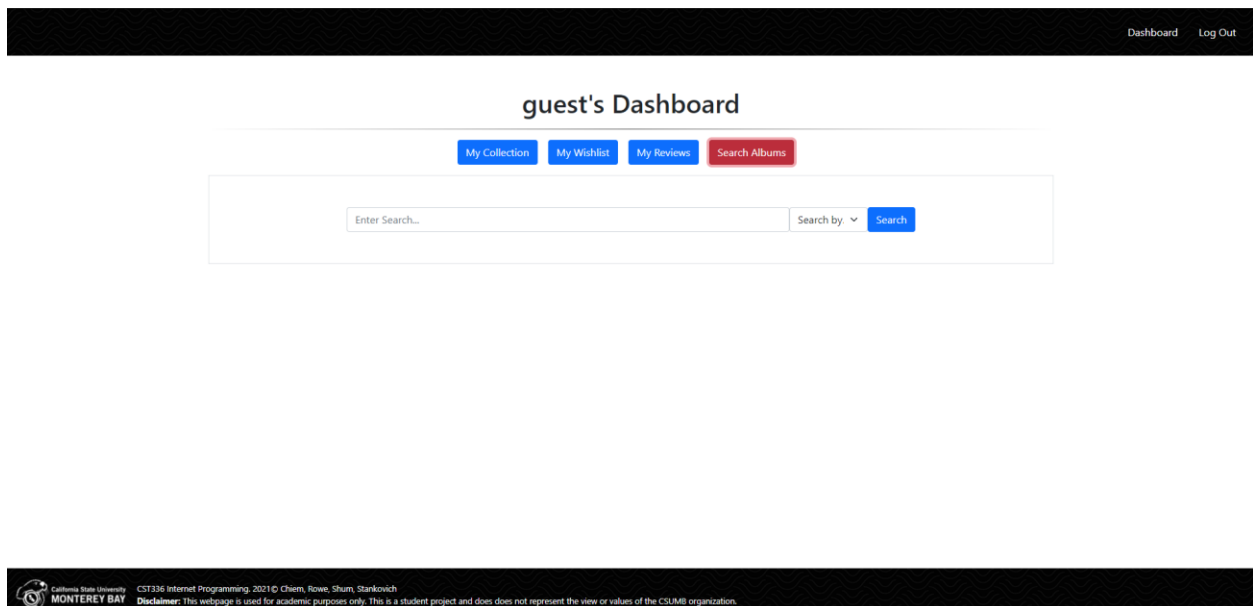 Dashboard Log Out
guest's Dashboard
My Collection My Wishlist My Reviews Search Albums
Enter Search... Search by. Search
California State University
MONTEREY BAY
CST336 Internet Programming. 2021© Chiem, Rowe, Shum, Stankovich
Disclaimer: This webpage is used for academic purposes only. This is a student project and does does not represent the view or values of the CSUMB organization.